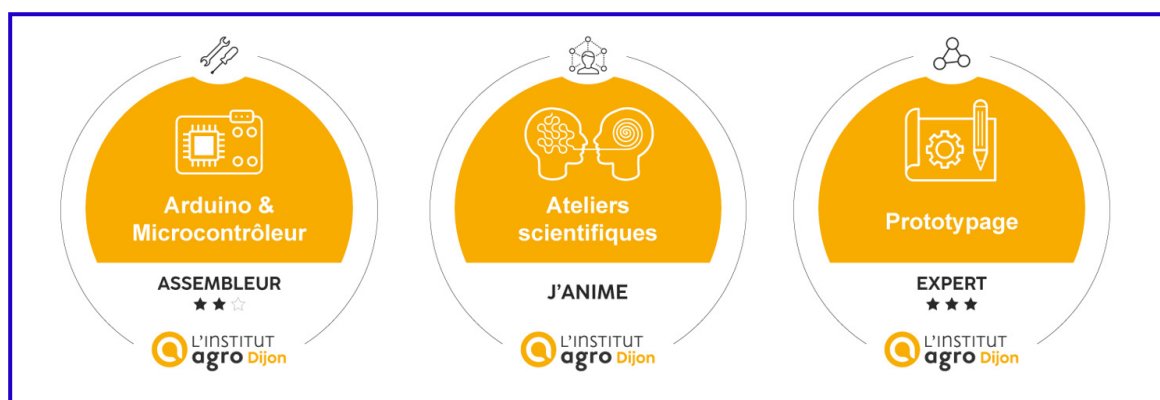 Arduino &
Microcontrôleur
ASSEMBLEUR
L'INSTITUT
agro Dijon
Ateliers
scientifiques
J'ANIME
L'INSTITUT
agro Dijon
Prototypage
EXPERT
L'INSTITUT
agro Dijon